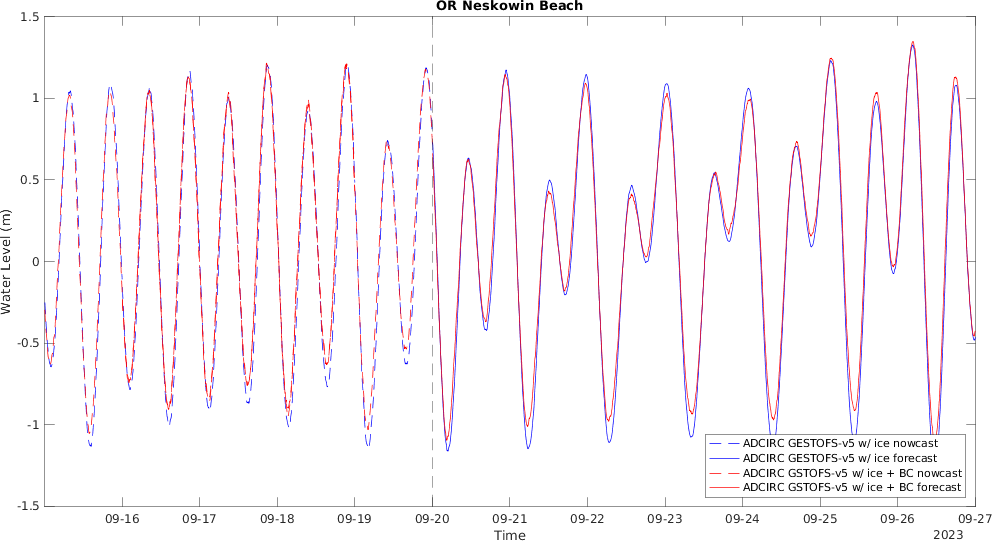 OR Neskowin Beach
1.5
1
0.5
0
-0.5
-1
-1.5
Water Level (m)
ADCIRC GESTOFS-v5 w/ ice nowcast
ADCIRC GESTOFS-v5 w/ ice forecast
ADCIRC GSTOFS-v5 w/ ice + BC nowcast
ADCIRC GSTOFS-v5 w/ ice + BC forecast
09-16 09-17 09-18 09-19 09-20 09-21 09-22 09-23 09-24 09-25 09-26 09-27
Time
2023